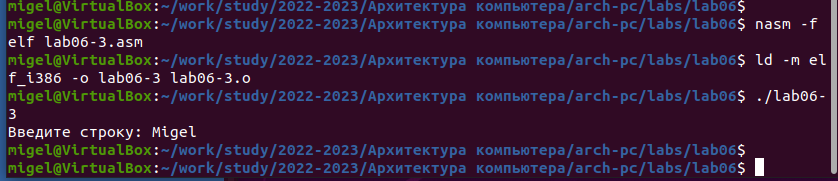 migel@VirtualBox:~/work/study/2022-2023/Архитектура компьютера/arch-pc/labs/lab06$
migel@VirtualBox:~/work/study/2022-2023/Архитектура компьютера/arch-pc/labs/lab06$ nasm -f
elf lab06-3.asm
migel@VirtualBox:~/work/study/2022-2023/Архитектура компьютера/arch-pc/labs/lab06$ ld -m el
f_i386 -o lab06-3 lab06-3.o
migel@VirtualBox:~/work/study/2022-2023/Архитектура компьютера/arch-pc/labs/lab06$ ./lab06-
3
Введите строку: Migel
migel@VirtualBox:~/work/study/2022-2023/Архитектура компьютера/arch-pc/labs/lab06$
migel@VirtualBox:~/work/study/2022-2023/Архитектура компьютера/arch-pc/labs/lab06$